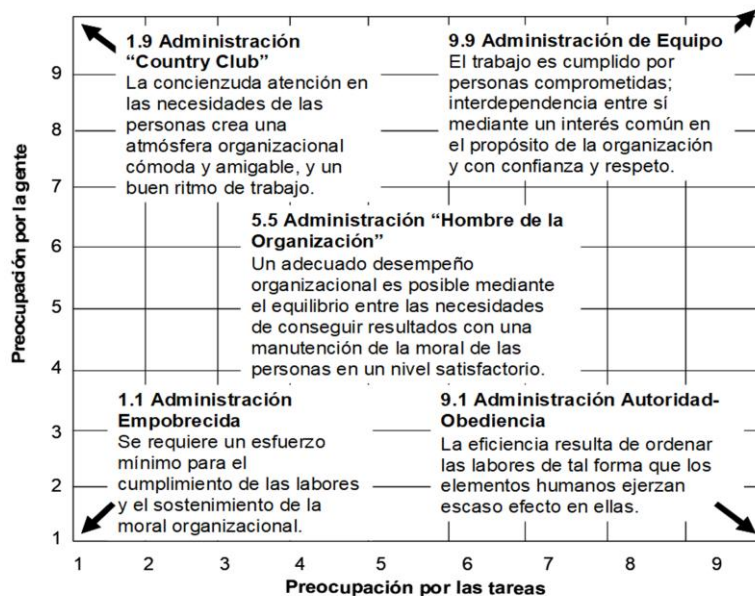 1.9 Administración
“Country Club”
La concienzuda atención en
las necesidades de las
personas crea una
atmósfera organizacional
cómoda y amigable, y un
buen ritmo de trabajo.
9.9 Administración de Equipo
El trabajo es cumplido por
personas comprometidas;
interdependencia entre sí
mediante un interés común en
el propósito de la organización
y con confianza y respeto.
5.5 Administración “Hombre de la
Organización”
Un adecuado desempeño
organizacional es posible mediante
el equilibrio entre las necesidades
de conseguir resultados con una
manutención de la moral de las
personas en un nivel satisfactorio.
1.1 Administración
Empobrecida
Se requiere un esfuerzo
mínimo para el
cumplimiento de las labores
y el sostenimiento de la
moral organizacional.
9.1 Administración Autoridad-
Obediencia
La eficiencia resulta de ordenar
las labores de tal forma que los
elementos humanos ejerzan
escaso efecto en ellas.
Preocupación por la gente
9
8
7
6
5
4
3
2
1
1 2 3 4 5 6 7 8 9
Preocupación por las tareas